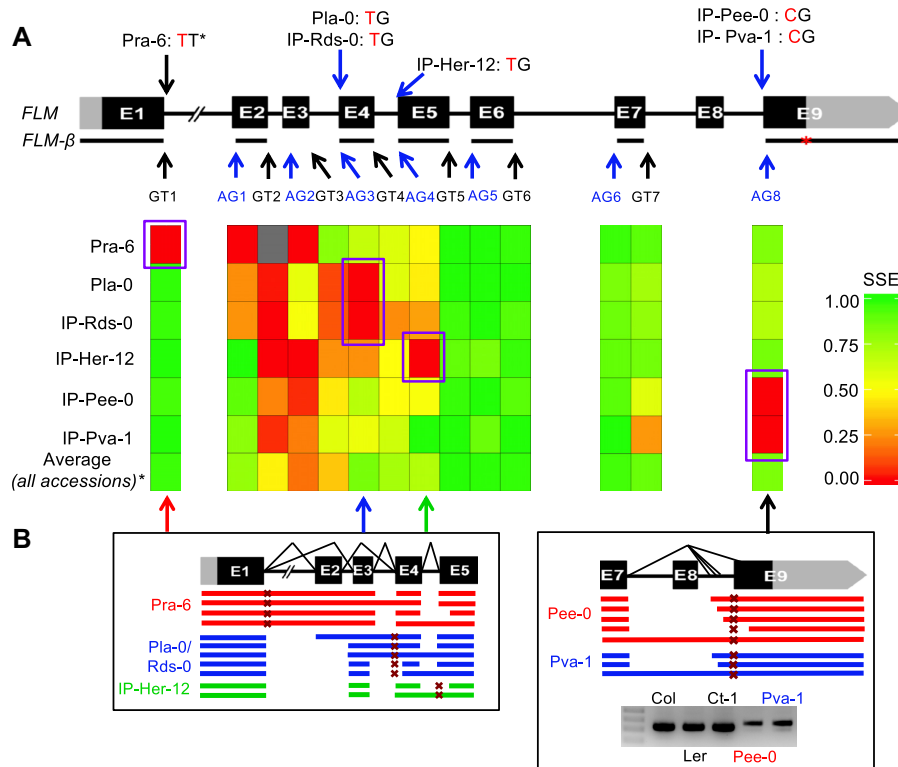 A
Pra-6: TT*
Pla-0: TG
IP-Rds-0: TG
IP-Her-12: TG
IP-Pee-0 : CG
IP- Pva-1 : CG
FLM
E1
E2
E3
E4
E5
E6
E7
E8
E9
FLM-β
*
GT1
AG1
GT2
AG2
GT3
AG3
GT4
AG4
GT5
AG5
GT6
AG6
GT7
AG8
Pra-6
Pla-0
IP-Rds-0
IP-Her-12
IP-Pee-0
IP-Pva-1
Average
(all accessions)*
SSE
1.00
0.75
0.50
0.25
0.00
B
E1
E2
E3
E4
E5
Pra-6
Pla-0/
Rds-0
IP-Her-12
E7
E8
E9
Pee-0
Pva-1
Col
Ct-1
Pva-1
Ler
Pee-0